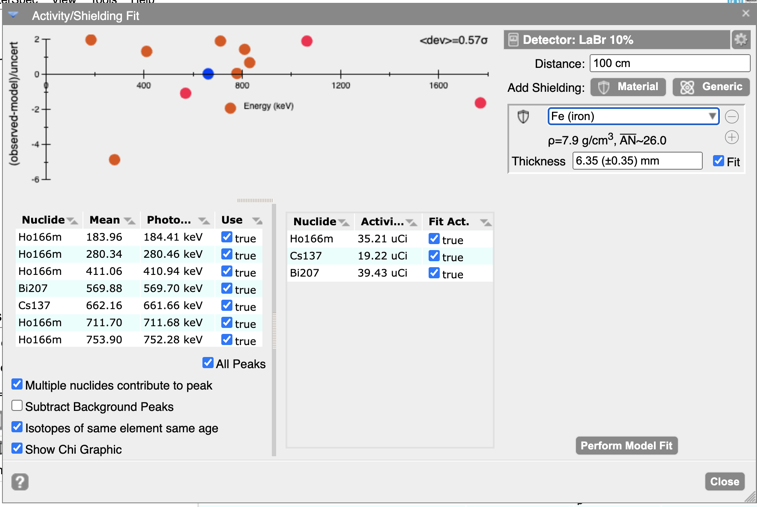 erSpec View Tools Help
Activity/Shielding Fit
(observed-model)/uncert
2
0
-2
-4
-6
400
800
1200
1600
Energy (keV)
<dev>=0.57σ
Detector: LaBr 10%
Distance: 100 cm
Add Shielding: Material Generic
Fe (iron)
ρ=7.9 g/cm³, AN~26.0
Thickness 6.35 (±0.35) mm Fit
Nuclide Mean Photo... Use
Ho166m 183.96 184.41 keV true
Ho166m 280.34 280.46 keV true
Ho166m 411.06 410.94 keV true
Bi207 569.88 569.70 keV true
Cs137 662.16 661.66 keV true
Ho166m 711.70 711.68 keV true
Ho166m 753.90 752.28 keV true
All Peaks
Nuclide Activi... Fit Act.
Ho166m 35.21 uCi true
Cs137 19.22 uCi true
Bi207 39.43 uCi true
Multiple nuclides contribute to peak
Subtract Background Peaks
Isotopes of same element same age
Show Chi Graphic
Perform Model Fit
?
Close